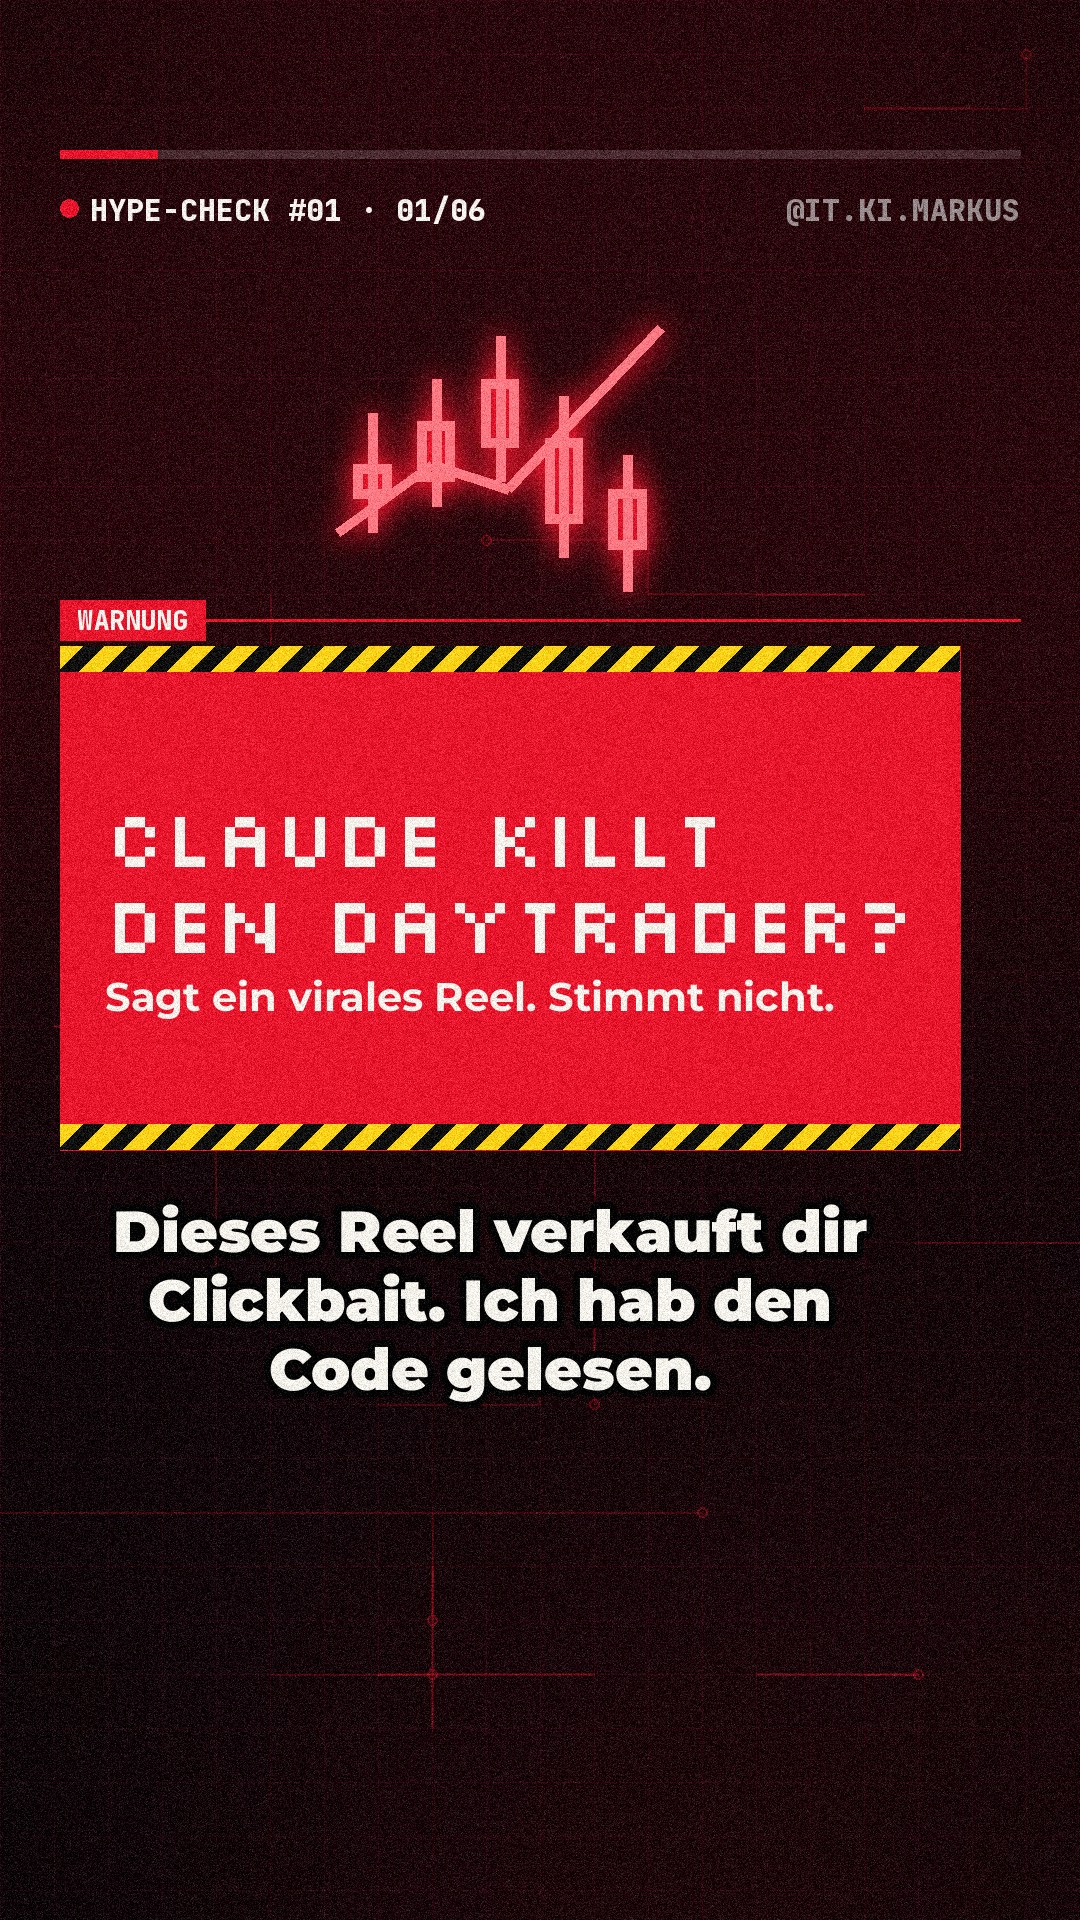 HYPE-CHECK #01 · 01/06
@IT.KI.MARKUS
WARNUNG
CLAUDE KILLT
DEN DAYTRADER?
Sagt ein virales Reel. Stimmt nicht.
Dieses Reel verkauft dir
Clickbait. Ich hab den
Code gelesen.